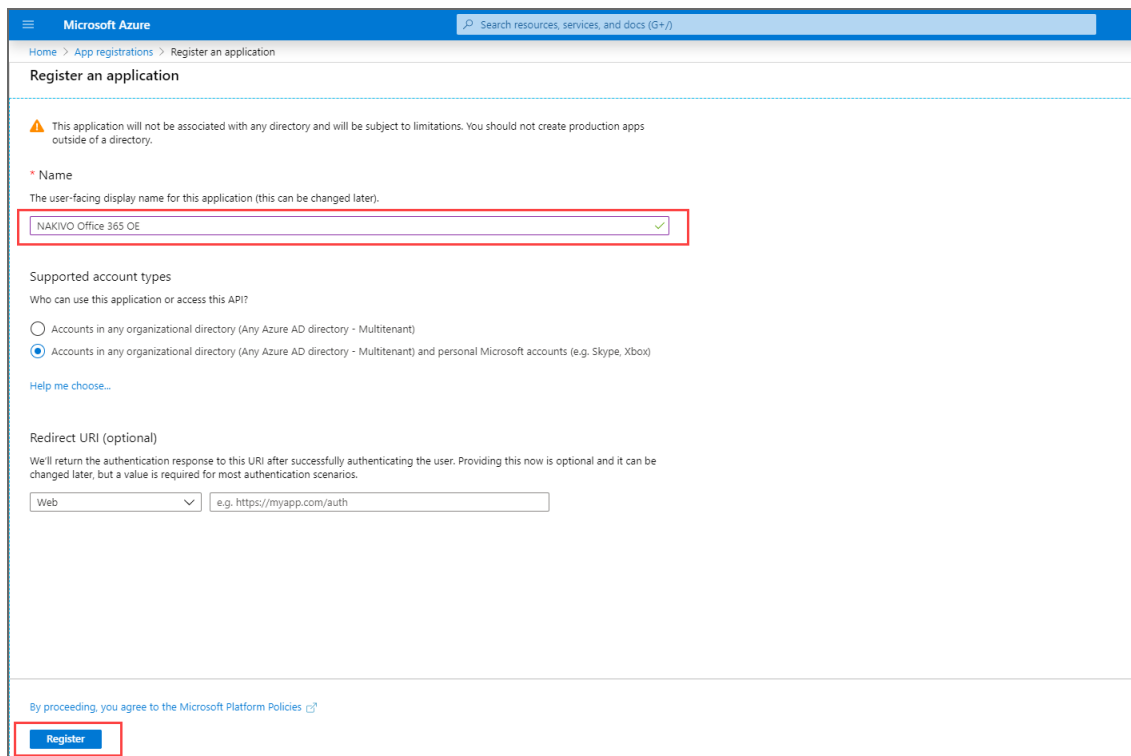 Microsoft Azure
Search resources, services, and docs (G+/)
Home > App registrations > Register an application
Register an application
This application will not be associated with any directory and will be subject to limitations. You should not create production apps
outside of a directory.
* Name
The user-facing display name for this application (this can be changed later).
NAKIVO Office 365 OE
Supported account types
Who can use this application or access this API?
Accounts in any organizational directory (Any Azure AD directory - Multitenant)
Accounts in any organizational directory (Any Azure AD directory - Multitenant) and personal Microsoft accounts (e.g. Skype, Xbox)
Help me choose...
Redirect URI (optional)
We'll return the authentication response to this URI after successfully authenticating the user. Providing this now is optional and it can be
changed later, but a value is required for most authentication scenarios.
Web
e.g. https://myapp.com/auth
By proceeding, you agree to the Microsoft Platform Policies
Register